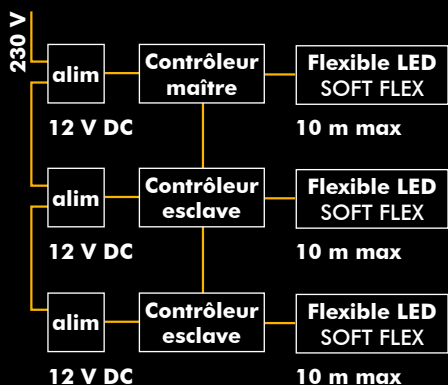 230 V
alim
Contrôleur
maître
Flexible LED
SOFT FLEX
12 V DC
10 m max
alim
Contrôleur
esclave
Flexible LED
SOFT FLEX
12 V DC
10 m max
alim
Contrôleur
esclave
Flexible LED
SOFT FLEX
12 V DC
10 m max